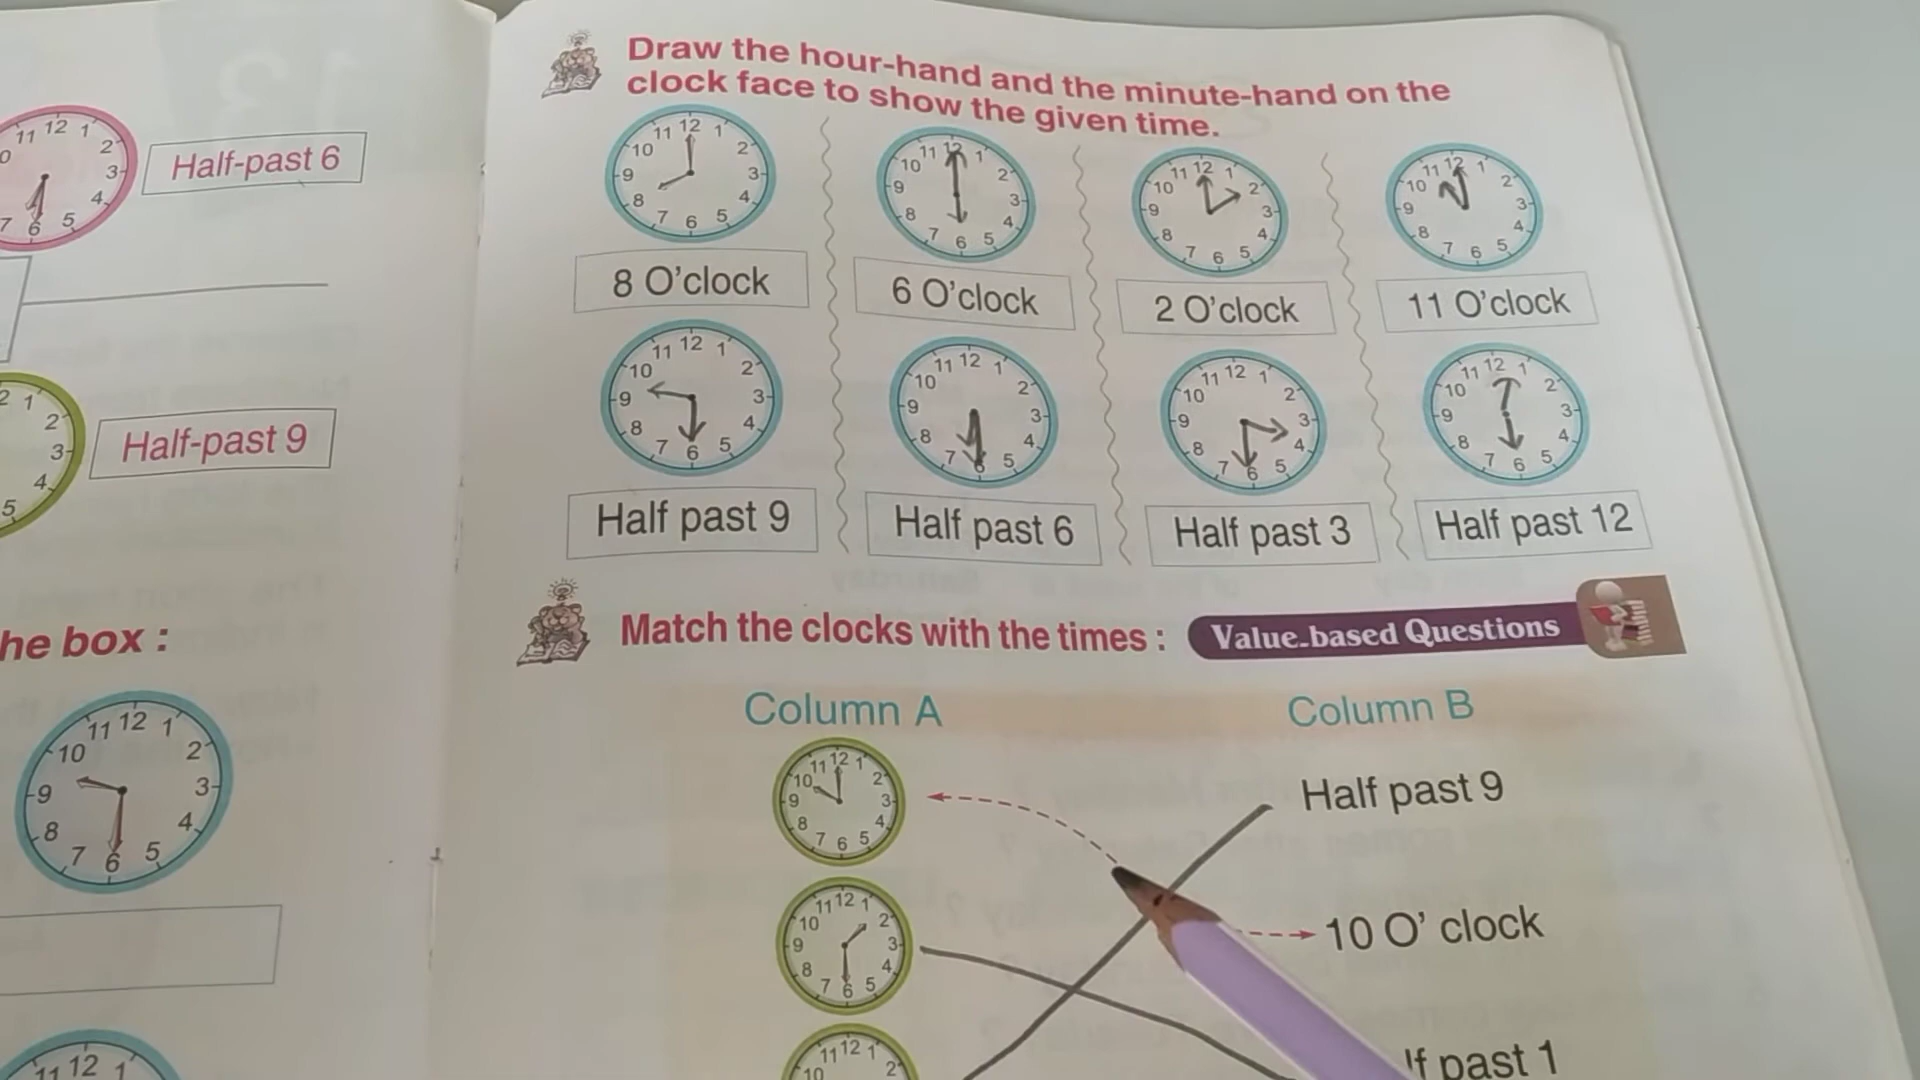 Half-past 6
Half-past 9
he box :
Draw the hour-hand and the minute-hand on the
clock face to show the given time.
8 O'clock
6 O'clock
2 O'clock
11 O'clock
Half past 9
Half past 6
Half past 3
Half past 12
Match the clocks with the times :
Value-based Questions
Column A
Column B
Half past 9
10 O' clock
lf past 1